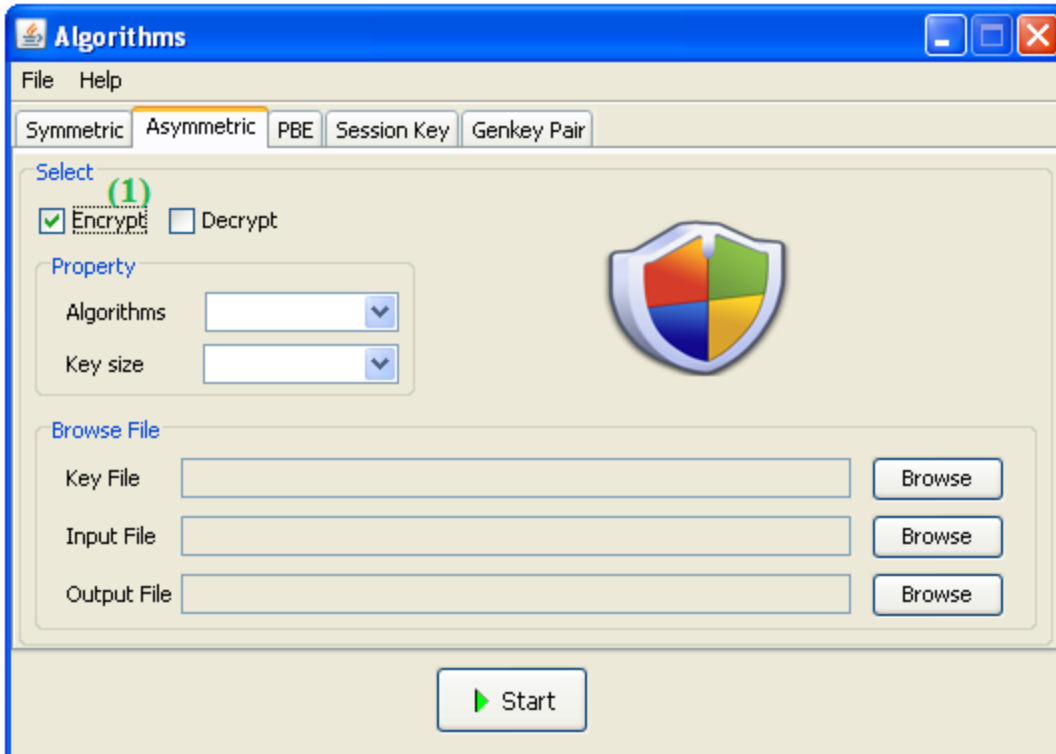 Algorithms
File Help
Symmetric Asymmetric PBE Session Key Genkey Pair
Select
(1)
Encrypt Decrypt
Property
Algorithms
Key size
Browse File
Key File Browse
Input File Browse
Output File Browse
Start